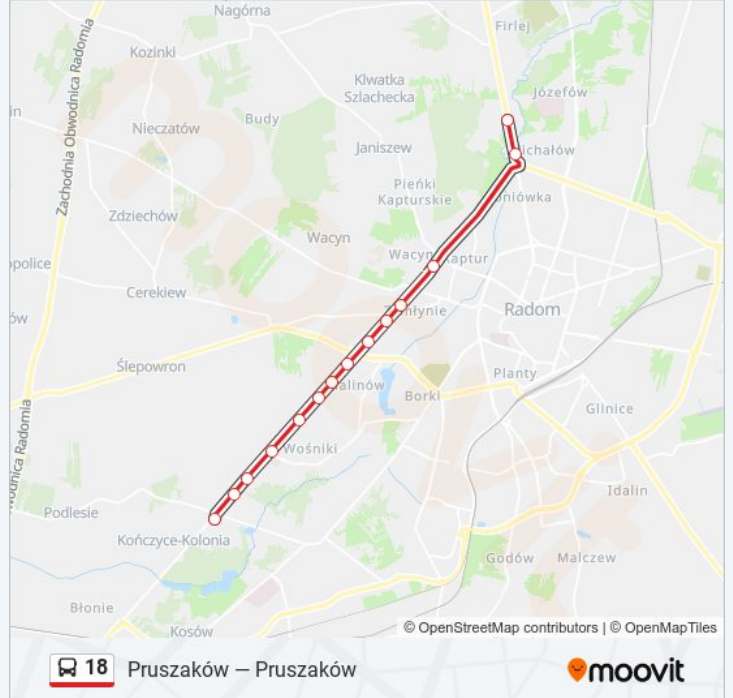 Nagórna
Firlej
Kozinki
Klwatka
Szlachecka
Józefów
Zachodnia Obwodnica Radomia
Budy
Nieczatów
Janiszew
Pieńki
Kapturskie
Zdziechów
Wacyn
Wacyn
Kaptur
Cerekiew
Radom
Ślepowron
Planty
Borki
Glinice
Wośniki
Idalin
Podlesie
Kończyce-Kolonia
Godów
Malczew
Błonie
Kosów
© OpenStreetMap contributors | © OpenMapTiles
18 Pruszaków — Pruszaków
moovit